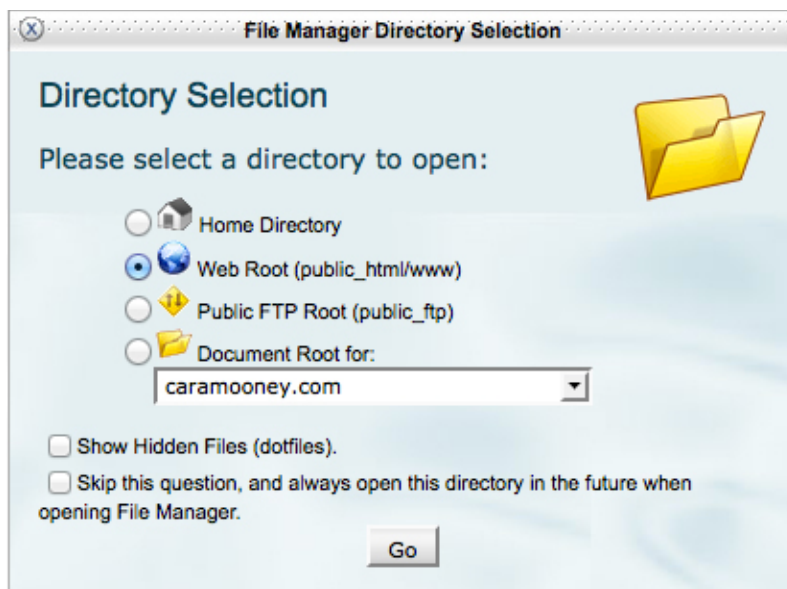 File Manager Directory Selection
Directory Selection
Please select a directory to open:
Home Directory
Web Root (public_html/www)
Public FTP Root (public_ftp)
Document Root for:
caramooney.com
Show Hidden Files (dotfiles).
Skip this question, and always open this directory in the future when
opening File Manager.
Go